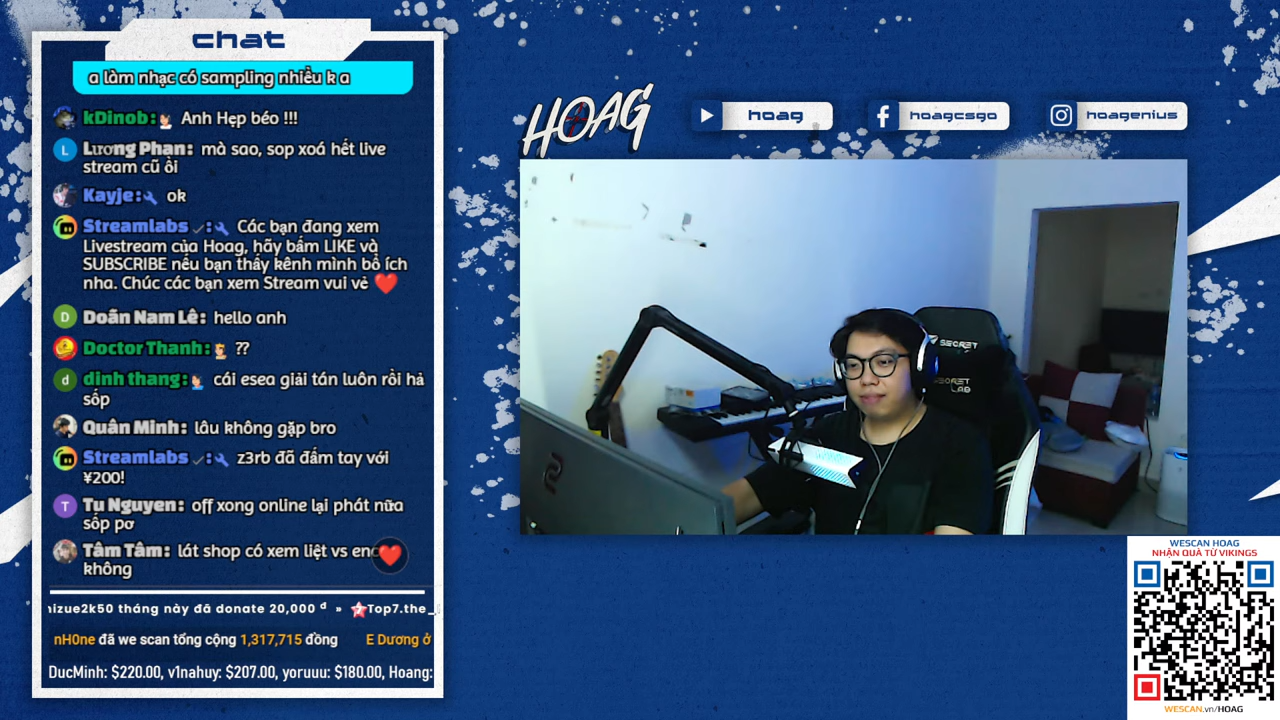 chat
a làm nhạc có sampling nhiều k a
kDinob: Anh Hẹp béo !!!
Lương Phan: mà sao, sop xoá hết live
stream cũ ồi
Kayje: ok
Streamlabs: Các bạn đang xem
Livestream của Hoag, hãy bấm LIKE và
SUBSCRIBE nếu bạn thấy kênh mình bổ ích
nha. Chúc các bạn xem Stream vui vẻ
Doãn Nam Lê: hello anh
Doctor Thanh: ??
dinh thang: cái esea giải tán luôn rồi hả
sốp
Quân Minh: lâu không gặp bro
Streamlabs: z3rb đã đấm tay với
¥200!
Tu Nguyen: off xong online lại phát nữa
sốp pơ
Tâm Tâm: lát shop có xem liệt vs
không
nizue2k50 tháng này đã donate 20,000 đ » Top7.the_
nH0ne đã we scan tổng cộng 1,317,715 đồng E Dương ở
DucMinh: $220.00, v1nahuy: $207.00, yoruuu: $180.00, Hoang:
HOAG
hoag
hoagcsgo
hoagenius
SECRET
SECRET
LAB
WESCAN HOAG
NHẬN QUÀ TỪ VIKINGS
WESCAN.vn/HOAG